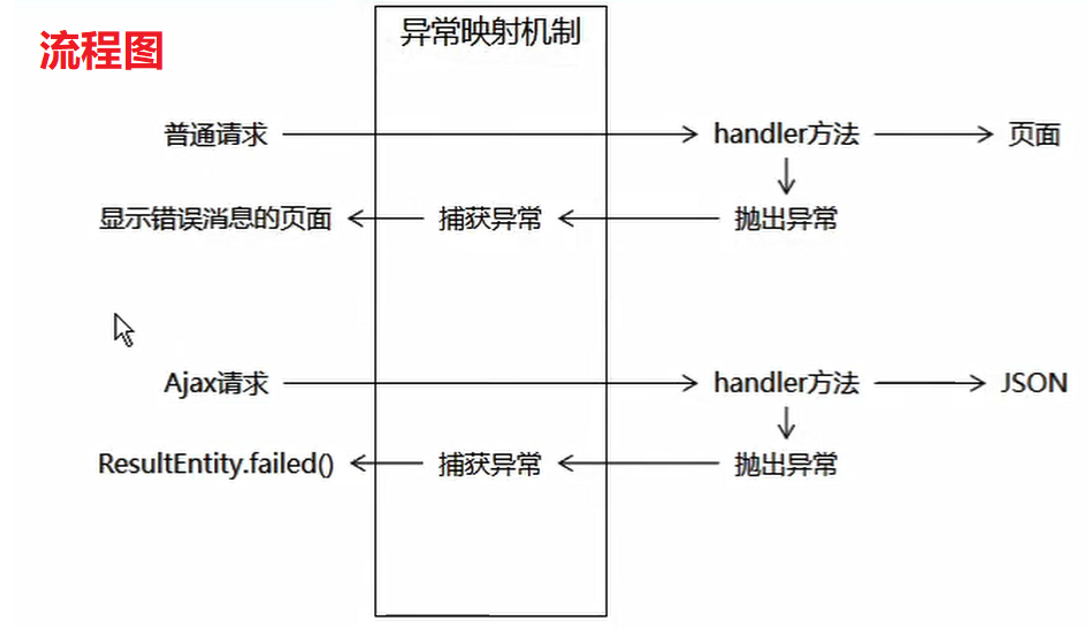 流程图
异常映射机制
普通请求 handler方法 页面
显示错误消息的页面 捕获异常 抛出异常
Ajax请求 handler方法 JSON
ResultEntity.failed() 捕获异常 抛出异常